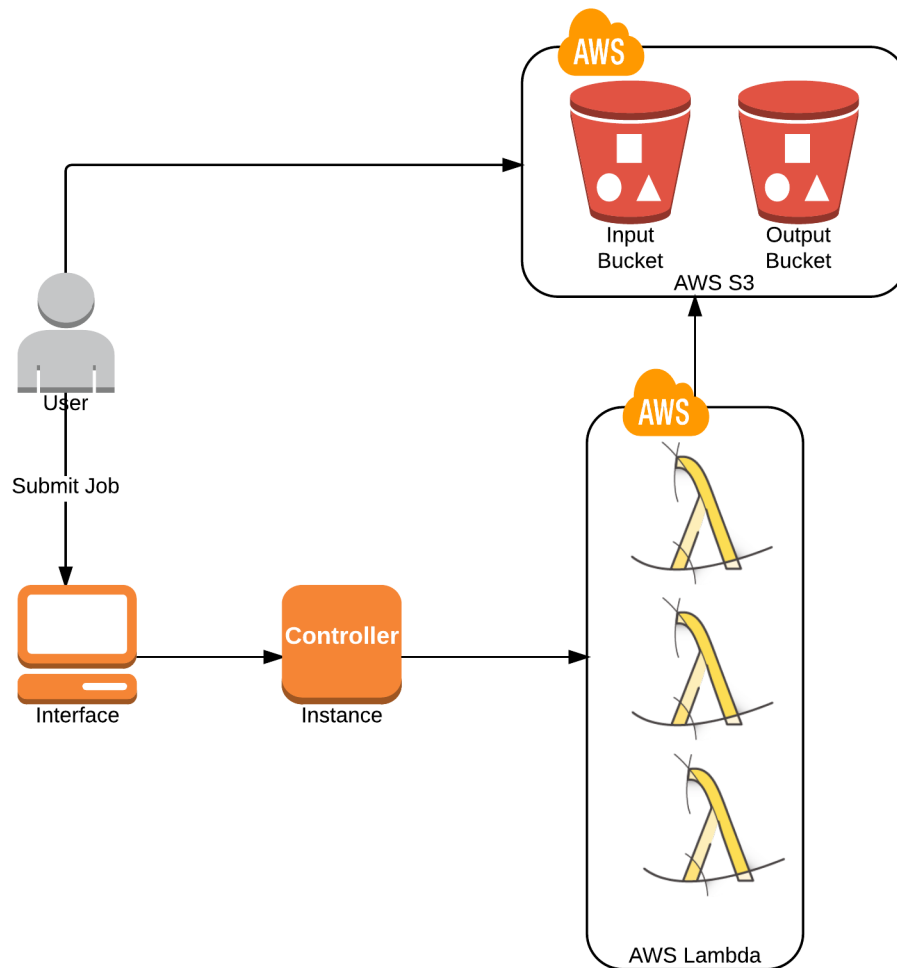 AWS
Input
Bucket
Output
Bucket
AWS S3
User
Submit Job
AWS
Controller
Interface
Instance
AWS Lambda